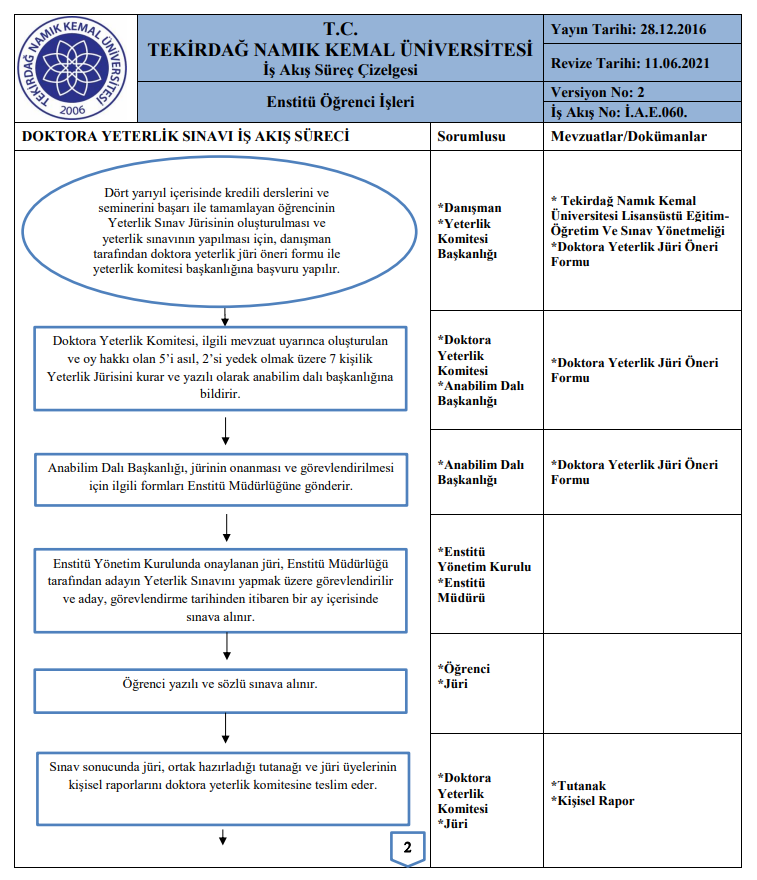 TEKİRDAĞ NAMIK KEMAL ÜNİVERSİTESİ
2006
T.C.
TEKİRDAĞ NAMIK KEMAL ÜNİVERSİTESİ
İş Akış Süreç Çizelgesi
Enstitü Öğrenci İşleri
Yayın Tarihi: 28.12.2016
Revize Tarihi: 11.06.2021
Versiyon No: 2
İş Akış No: İ.A.E.060.
DOKTORA YETERLİK SINAVI İŞ AKIŞ SÜRECİ
Sorumlusu
Mevzuatlar/Dokümanlar
Dört yarıyıl içerisinde kredili derslerini ve
seminerini başarı ile tamamlayan öğrencinin
Yeterlik Sınav Jürisinin oluşturulması ve
yeterlik sınavının yapılması için, danışman
tarafından doktora yeterlik jüri öneri formu ile
yeterlik komitesi başkanlığına başvuru yapılır.
*Danışman
*Yeterlik
Komitesi
Başkanlığı
* Tekirdağ Namık Kemal
Üniversitesi Lisansüstü Eğitim-
Öğretim Ve Sınav Yönetmeliği
*Doktora Yeterlik Jüri Öneri
Formu
Doktora Yeterlik Komitesi, ilgili mevzuat uyarınca oluşturulan
ve oy hakkı olan 5’i asıl, 2’si yedek olmak üzere 7 kişilik
Yeterlik Jürisini kurar ve yazılı olarak anabilim dalı başkanlığına
bildirir.
*Doktora
Yeterlik
Komitesi
*Anabilim Dalı
Başkanlığı
*Doktora Yeterlik Jüri Öneri
Formu
Anabilim Dalı Başkanlığı, jürinin onanması ve görevlendirilmesi
için ilgili formları Enstitü Müdürlüğüne gönderir.
*Anabilim Dalı
Başkanlığı
*Doktora Yeterlik Jüri Öneri
Formu
Enstitü Yönetim Kurulunda onaylanan jüri, Enstitü Müdürlüğü
tarafından adayın Yeterlik Sınavını yapmak üzere görevlendirilir
ve aday, görevlendirme tarihinden itibaren bir ay içerisinde
sınava alınır.
*Enstitü
Yönetim Kurulu
*Enstitü
Müdürü
Öğrenci yazılı ve sözlü sınava alınır.
*Öğrenci
*Jüri
Sınav sonucunda jüri, ortak hazırladığı tutanağı ve jüri üyelerinin
kişisel raporlarını doktora yeterlik komitesine teslim eder.
*Doktora
Yeterlik
Komitesi
*Jüri
*Tutanak
*Kişisel Rapor
2